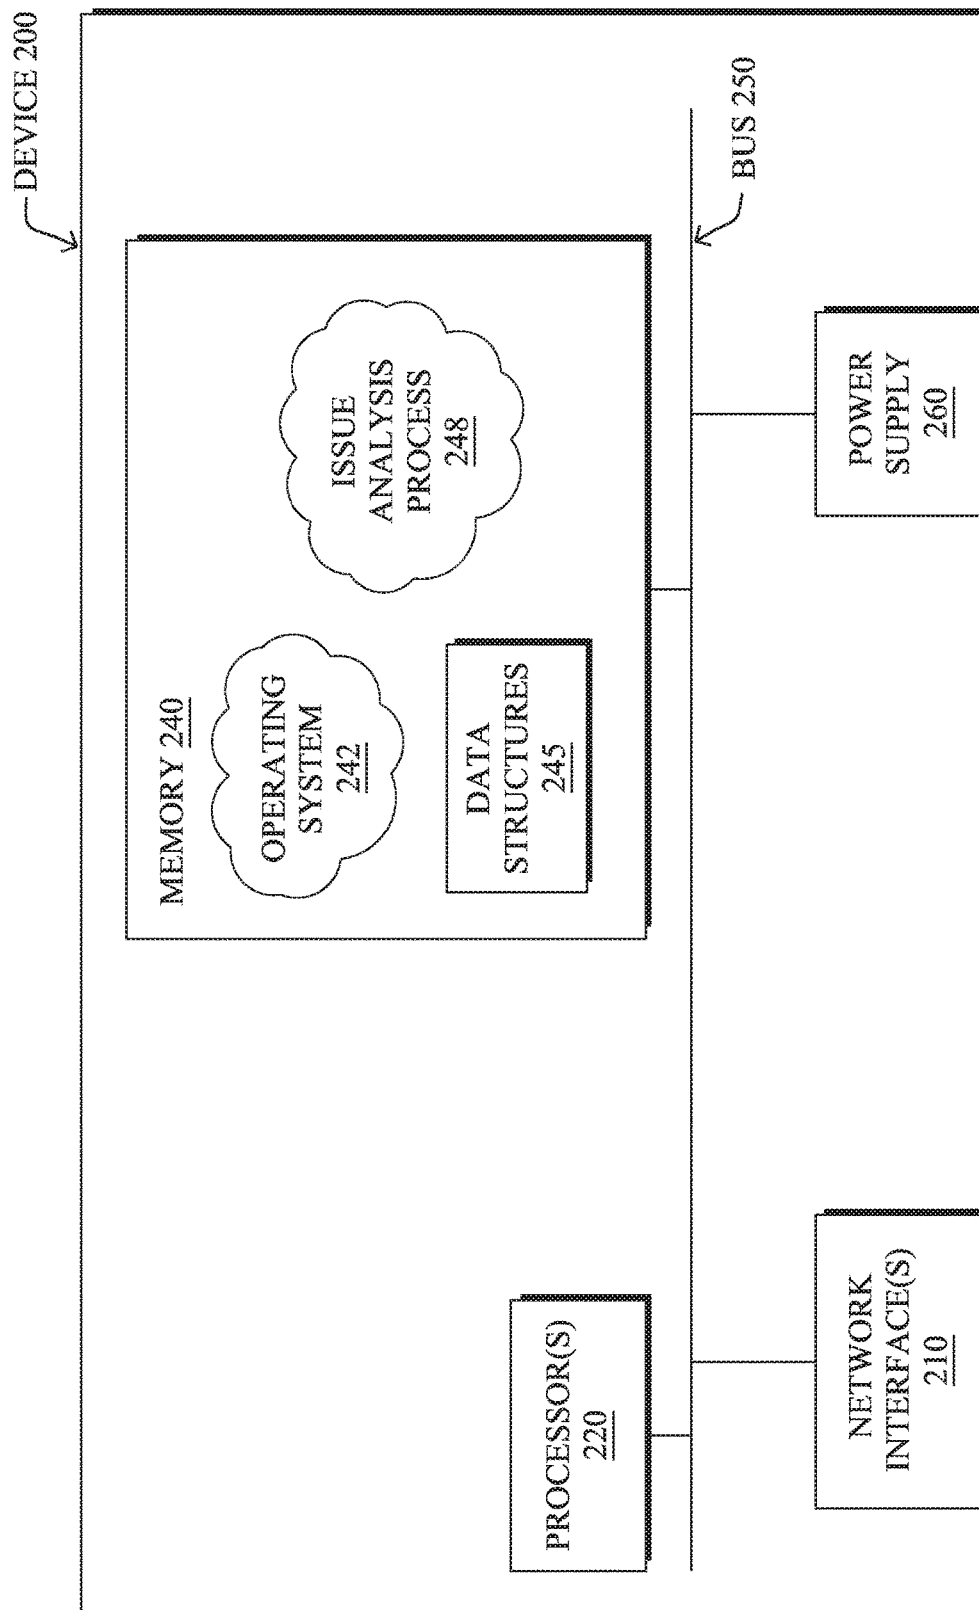 DEVICE 200
MEMORY 240
OPERATING
SYSTEM
242
ISSUE
ANALYSIS
PROCESS
248
DATA
STRUCTURES
245
PROCESSOR(S)
220
BUS 250
NETWORK
INTERFACE(S)
210
POWER
SUPPLY
260